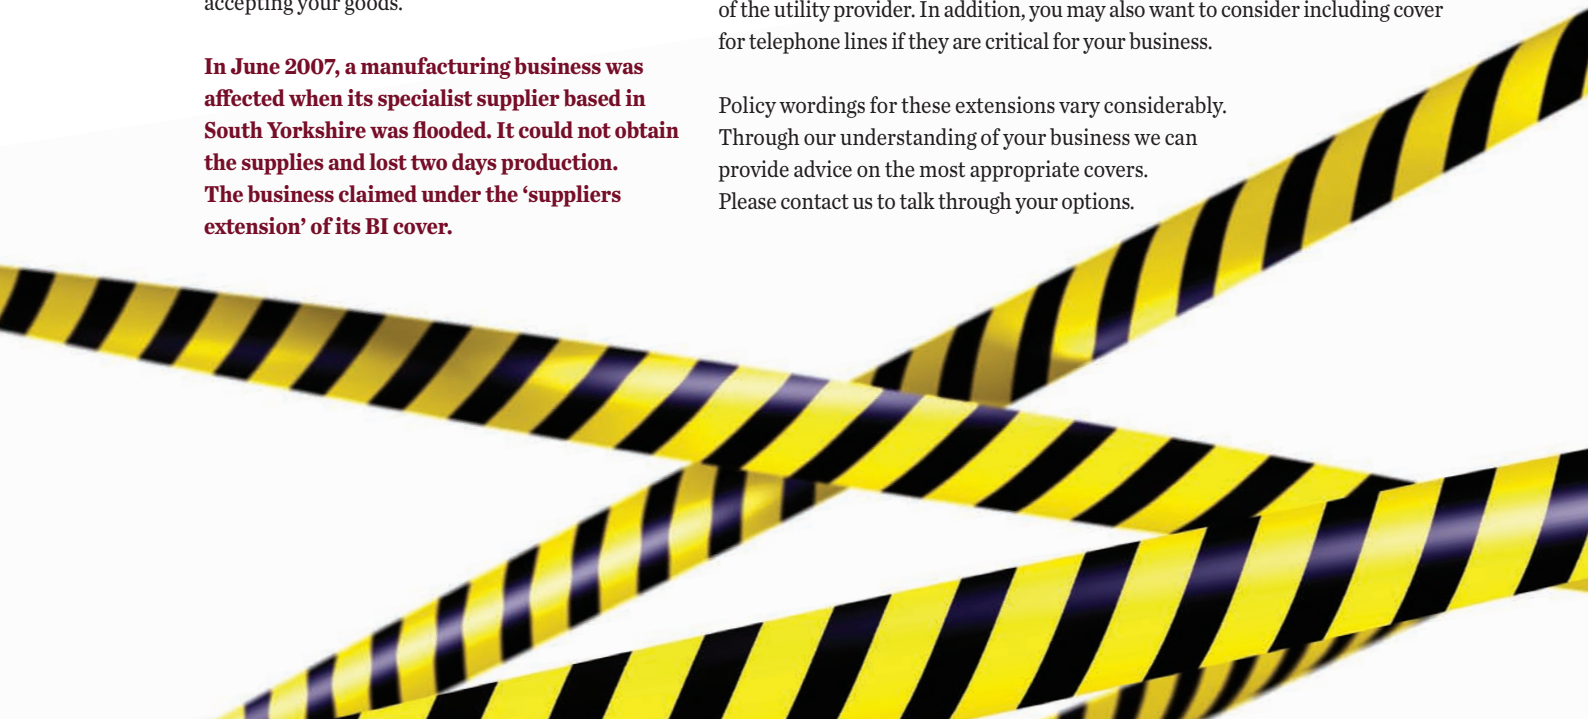 accepting your goods.
In June 2007, a manufacturing business was
affected when its specialist supplier based in
South Yorkshire was flooded. It could not obtain
the supplies and lost two days production.
The business claimed under the ‘suppliers
extension’ of its BI cover.
of the utility provider. In addition, you may also want to consider including cover
for telephone lines if they are critical for your business.
Policy wordings for these extensions vary considerably.
Through our understanding of your business we can
provide advice on the most appropriate covers.
Please contact us to talk through your options.